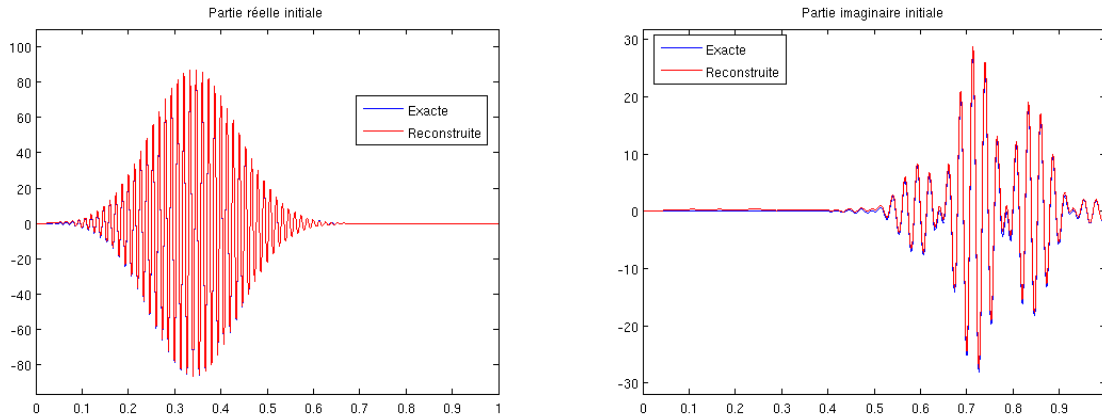 Partie réelle initiale
100
80
60
40
20
0
-20
-40
-60
-80
0 0.1 0.2 0.3 0.4 0.5 0.6 0.7 0.8 0.9 1
Exacte
Reconstruite
Partie imaginaire initiale
30
20
10
0
-10
-20
-30
0 0.1 0.2 0.3 0.4 0.5 0.6 0.7 0.8 0.9
Exacte
Reconstruite